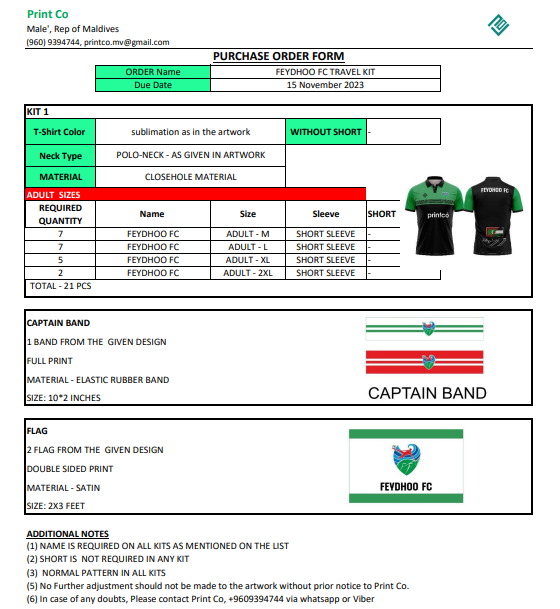 Print Co
Male', Rep of Maldives
(960) 9394744, printco.mv@gmail.com
PURCHASE ORDER FORM
ORDER Name FEYDHOO FC TRAVEL KIT
Due Date 15 November 2023
KIT 1
T-Shirt Color sublimation as in the artwork WITHOUT SHORT -
Neck Type POLO-NECK - AS GIVEN IN ARTWORK
MATERIAL CLOSEHOLE MATERIAL
ADULT SIZES
REQUIRED QUANTITY Name Size Sleeve SHORT
7 FEYDHOO FC ADULT - M SHORT SLEEVE -
7 FEYDHOO FC ADULT - L SHORT SLEEVE -
5 FEYDHOO FC ADULT - XL SHORT SLEEVE -
2 FEYDHOO FC ADULT - 2XL SHORT SLEEVE -
TOTAL - 21 PCS
printco
FEYDHOO FC
CAPTAIN BAND
1 BAND FROM THE GIVEN DESIGN
FULL PRINT
MATERIAL - ELASTIC RUBBER BAND
SIZE: 10*2 INCHES
CAPTAIN BAND
FLAG
2 FLAG FROM THE GIVEN DESIGN
DOUBLE SIDED PRINT
MATERIAL - SATIN
SIZE: 2X3 FEET
FEYDHOO FC
ADDITIONAL NOTES
(1) NAME IS REQUIRED ON ALL KITS AS MENTIONED ON THE LIST
(2) SHORT IS NOT REQUIRED IN ANY KIT
(3) NORMAL PATTERN IN ALL KITS
(5) No Further adjustment should not be made to the artwork without prior notice to Print Co.
(6) In case of any doubts, Please contact Print Co, +9609394744 via whatsapp or Viber